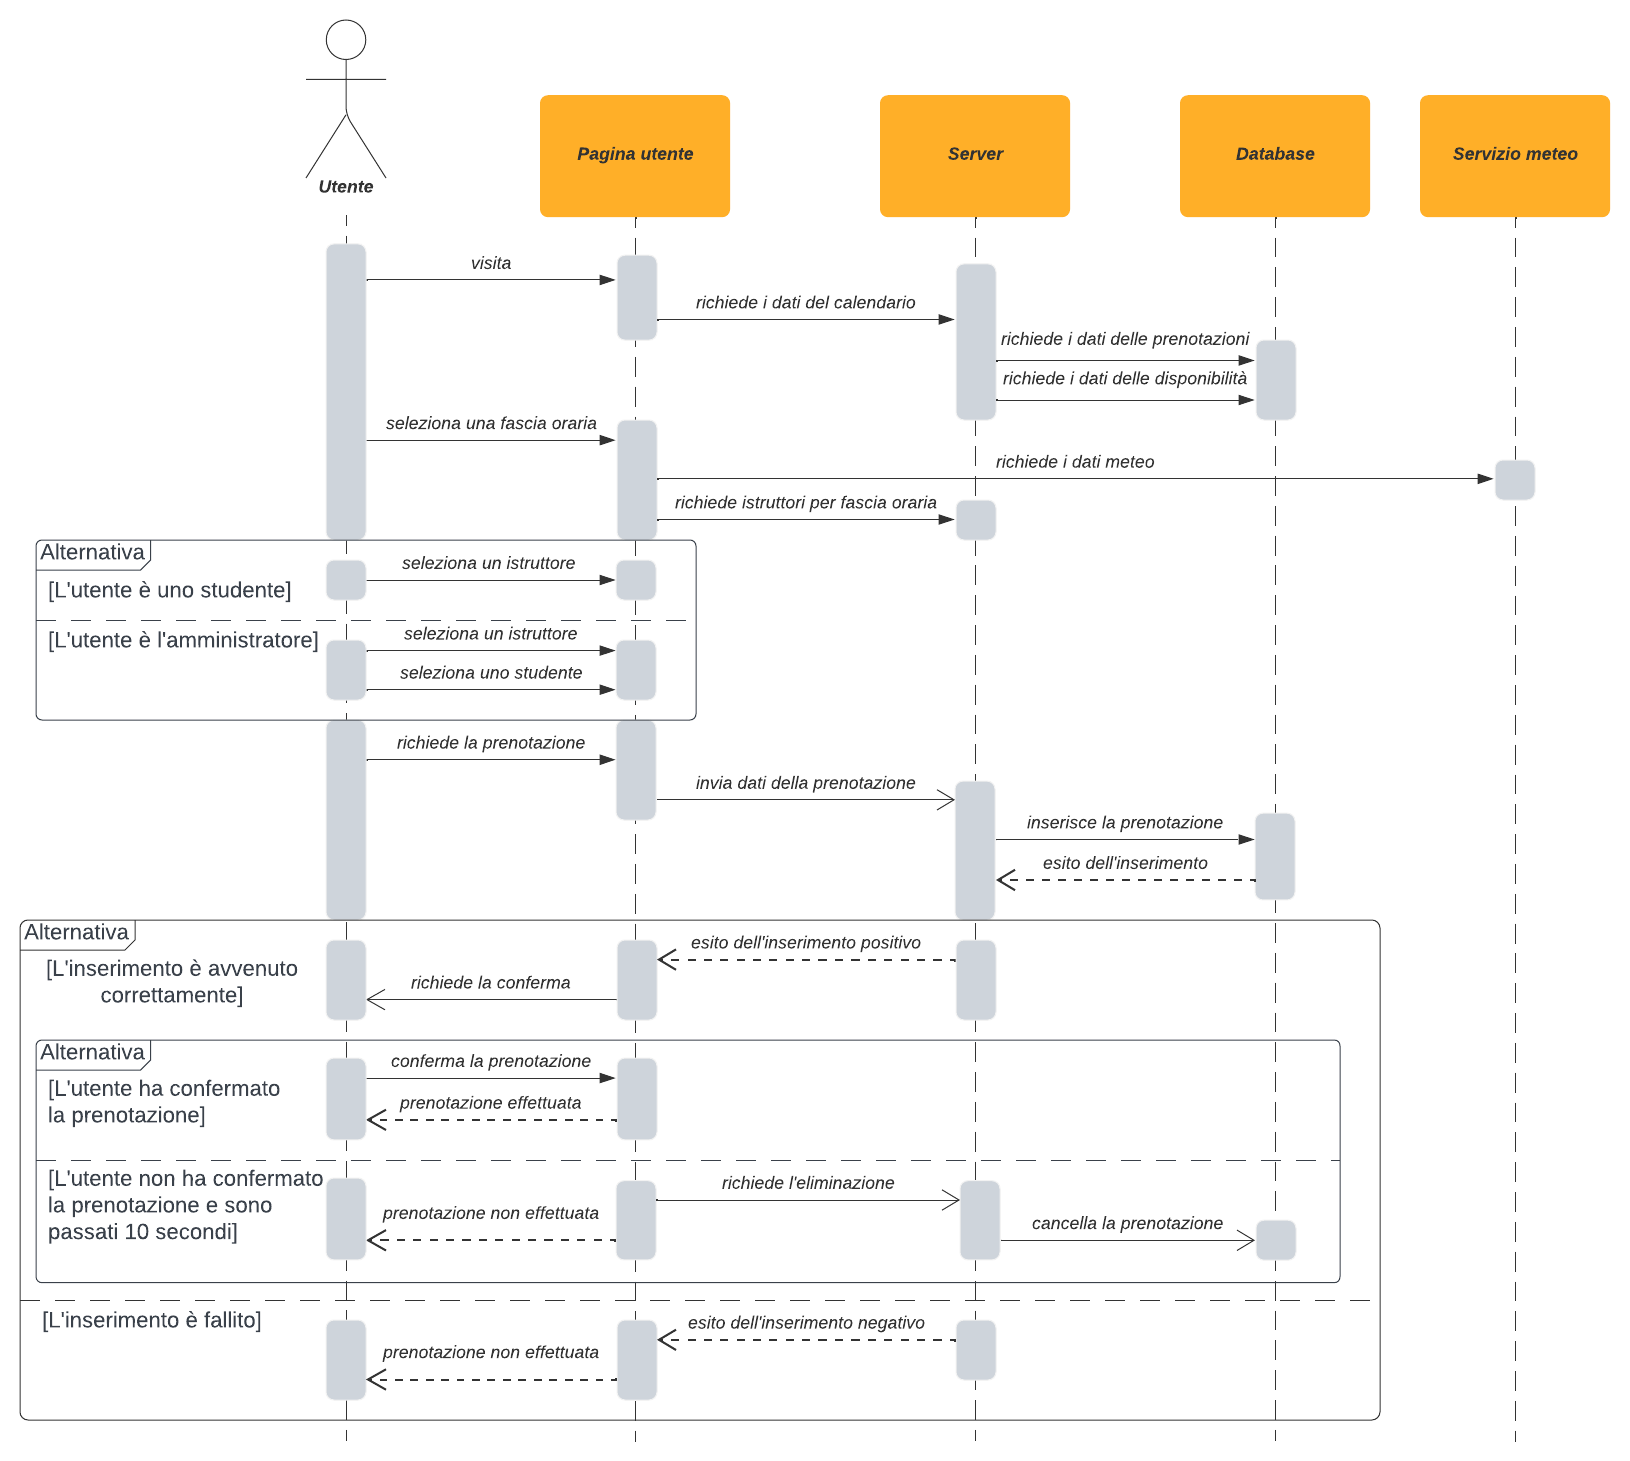 Utente
Pagina utente
Server
Database
Servizio meteo
visita
richiede i dati del calendario
richiede i dati delle prenotazioni
richiede i dati delle disponibilità
seleziona una fascia oraria
richiede i dati meteo
richiede istruttori per fascia oraria
Alternativa
[L'utente è uno studente]
seleziona un istruttore
[L'utente è l'amministratore]
seleziona un istruttore
seleziona uno studente
richiede la prenotazione
invia dati della prenotazione
inserisce la prenotazione
esito dell'inserimento
Alternativa
[L'inserimento è avvenuto
correttamente]
esito dell'inserimento positivo
richiede la conferma
Alternativa
[L'utente ha confermato
la prenotazione]
conferma la prenotazione
prenotazione effettuata
[L'utente non ha confermato
la prenotazione e sono
passati 10 secondi]
richiede l'eliminazione
prenotazione non effettuata
cancella la prenotazione
[L'inserimento è fallito]
esito dell'inserimento negativo
prenotazione non effettuata